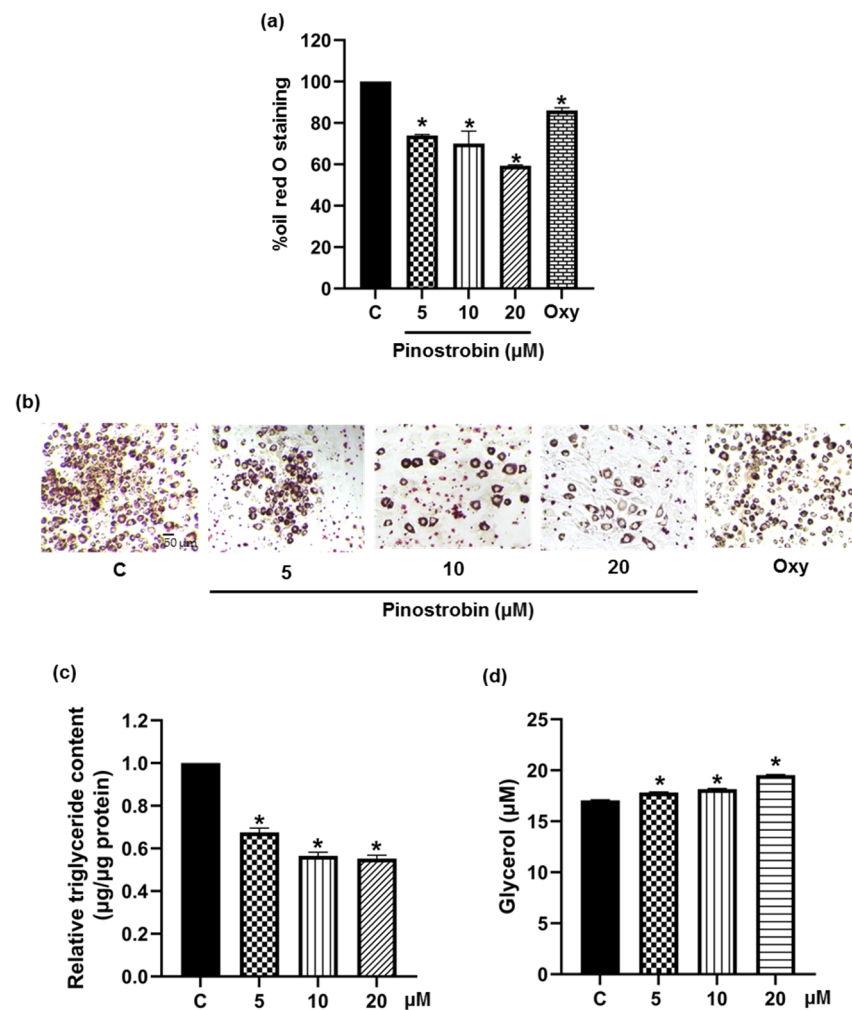 (a)
%oil red O staining
120
100
80
60
40
20
0
* * * *
C 5 10 20 Oxy
Pinostrobin (µM)
(b)
50 µm
C 5 10 20 Oxy
Pinostrobin (µM)
(c)
Relative triglyceride content
(µg/µg protein)
1.2
1.0
0.8
0.6
0.4
0.2
0.0
* * *
C 5 10 20 µM
(d)
Glycerol (µM)
25
20
15
10
5
0
* * *
C 5 10 20 µM